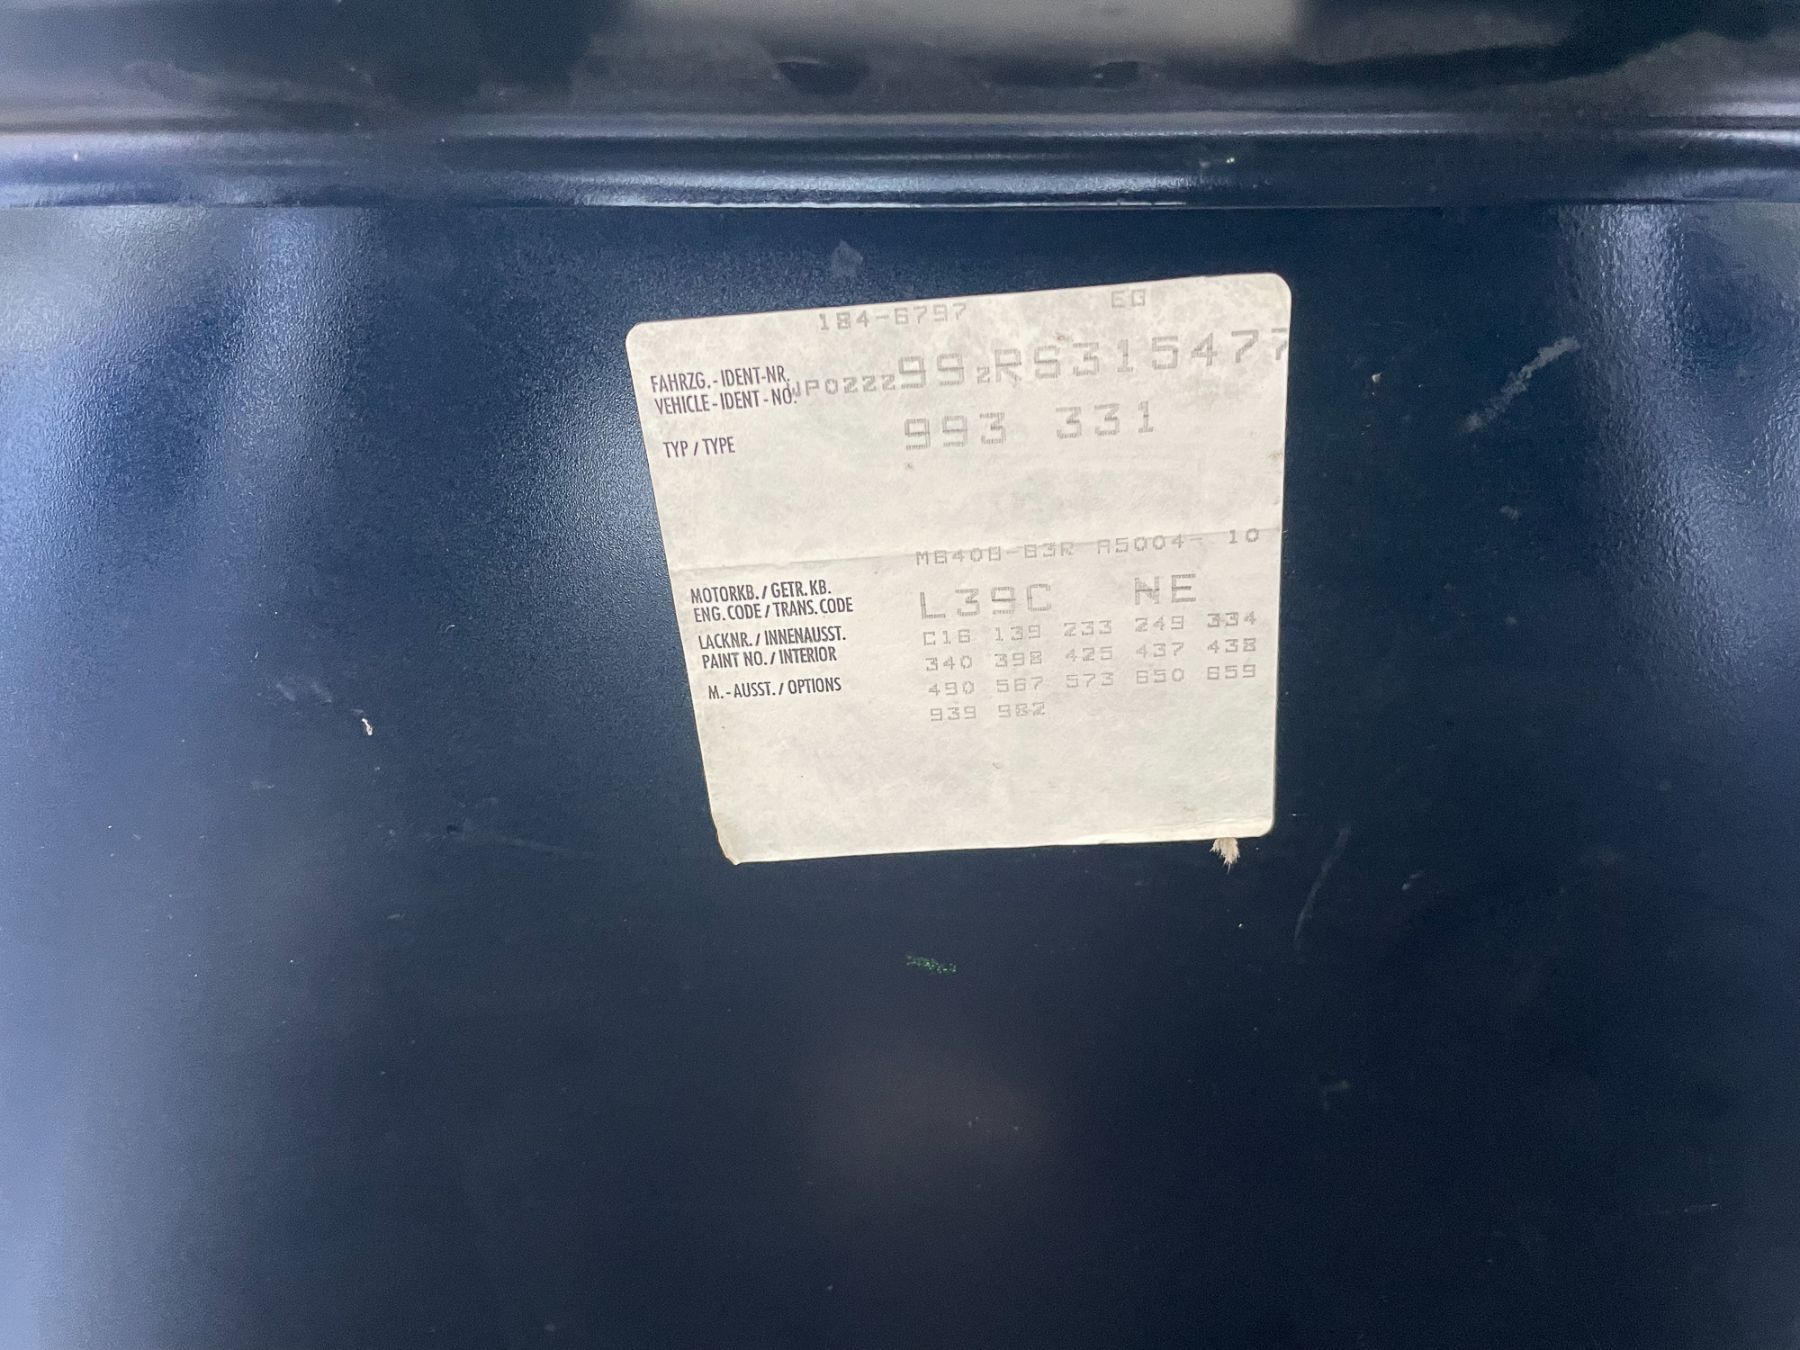 184-6797 EG
FAHRZG.-IDENT-NR.
VEHICLE-IDENT-NO. WP0ZZZ99ZRS315477
TYP / TYPE 993 331
M640B-63R A5004- 10
MOTORKB. / GETR. KB.
ENG. CODE / TRANS. CODE
L39C NE
LACKNR. / INNENAUSST.
PAINT NO. / INTERIOR
M.-AUSST. / OPTIONS
C16 139 233 249 334
340 398 425 437 438
490 567 573 650 659
939 982